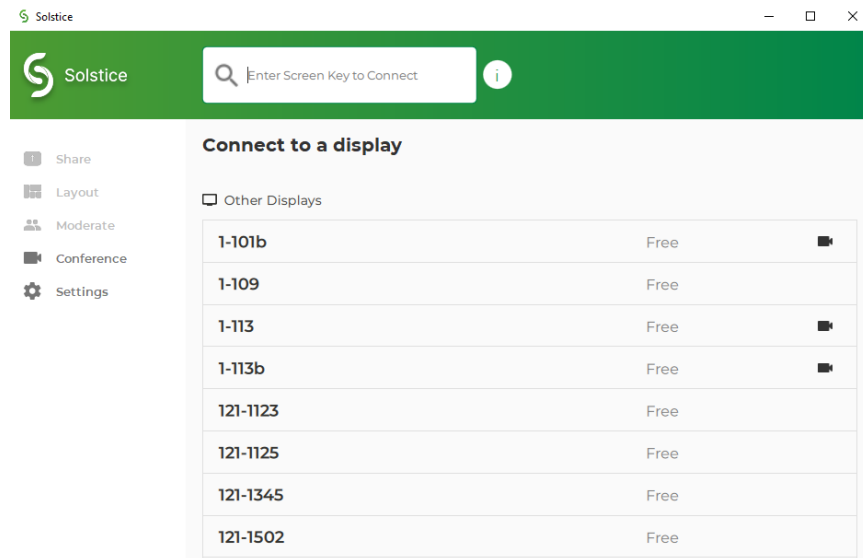 Solstice
Solstice
Enter Screen Key to Connect
i
Connect to a display
Share
Layout
Moderate
Conference
Settings
Other Displays
1-101b Free
1-109 Free
1-113 Free
1-113b Free
121-1123 Free
121-1125 Free
121-1345 Free
121-1502 Free